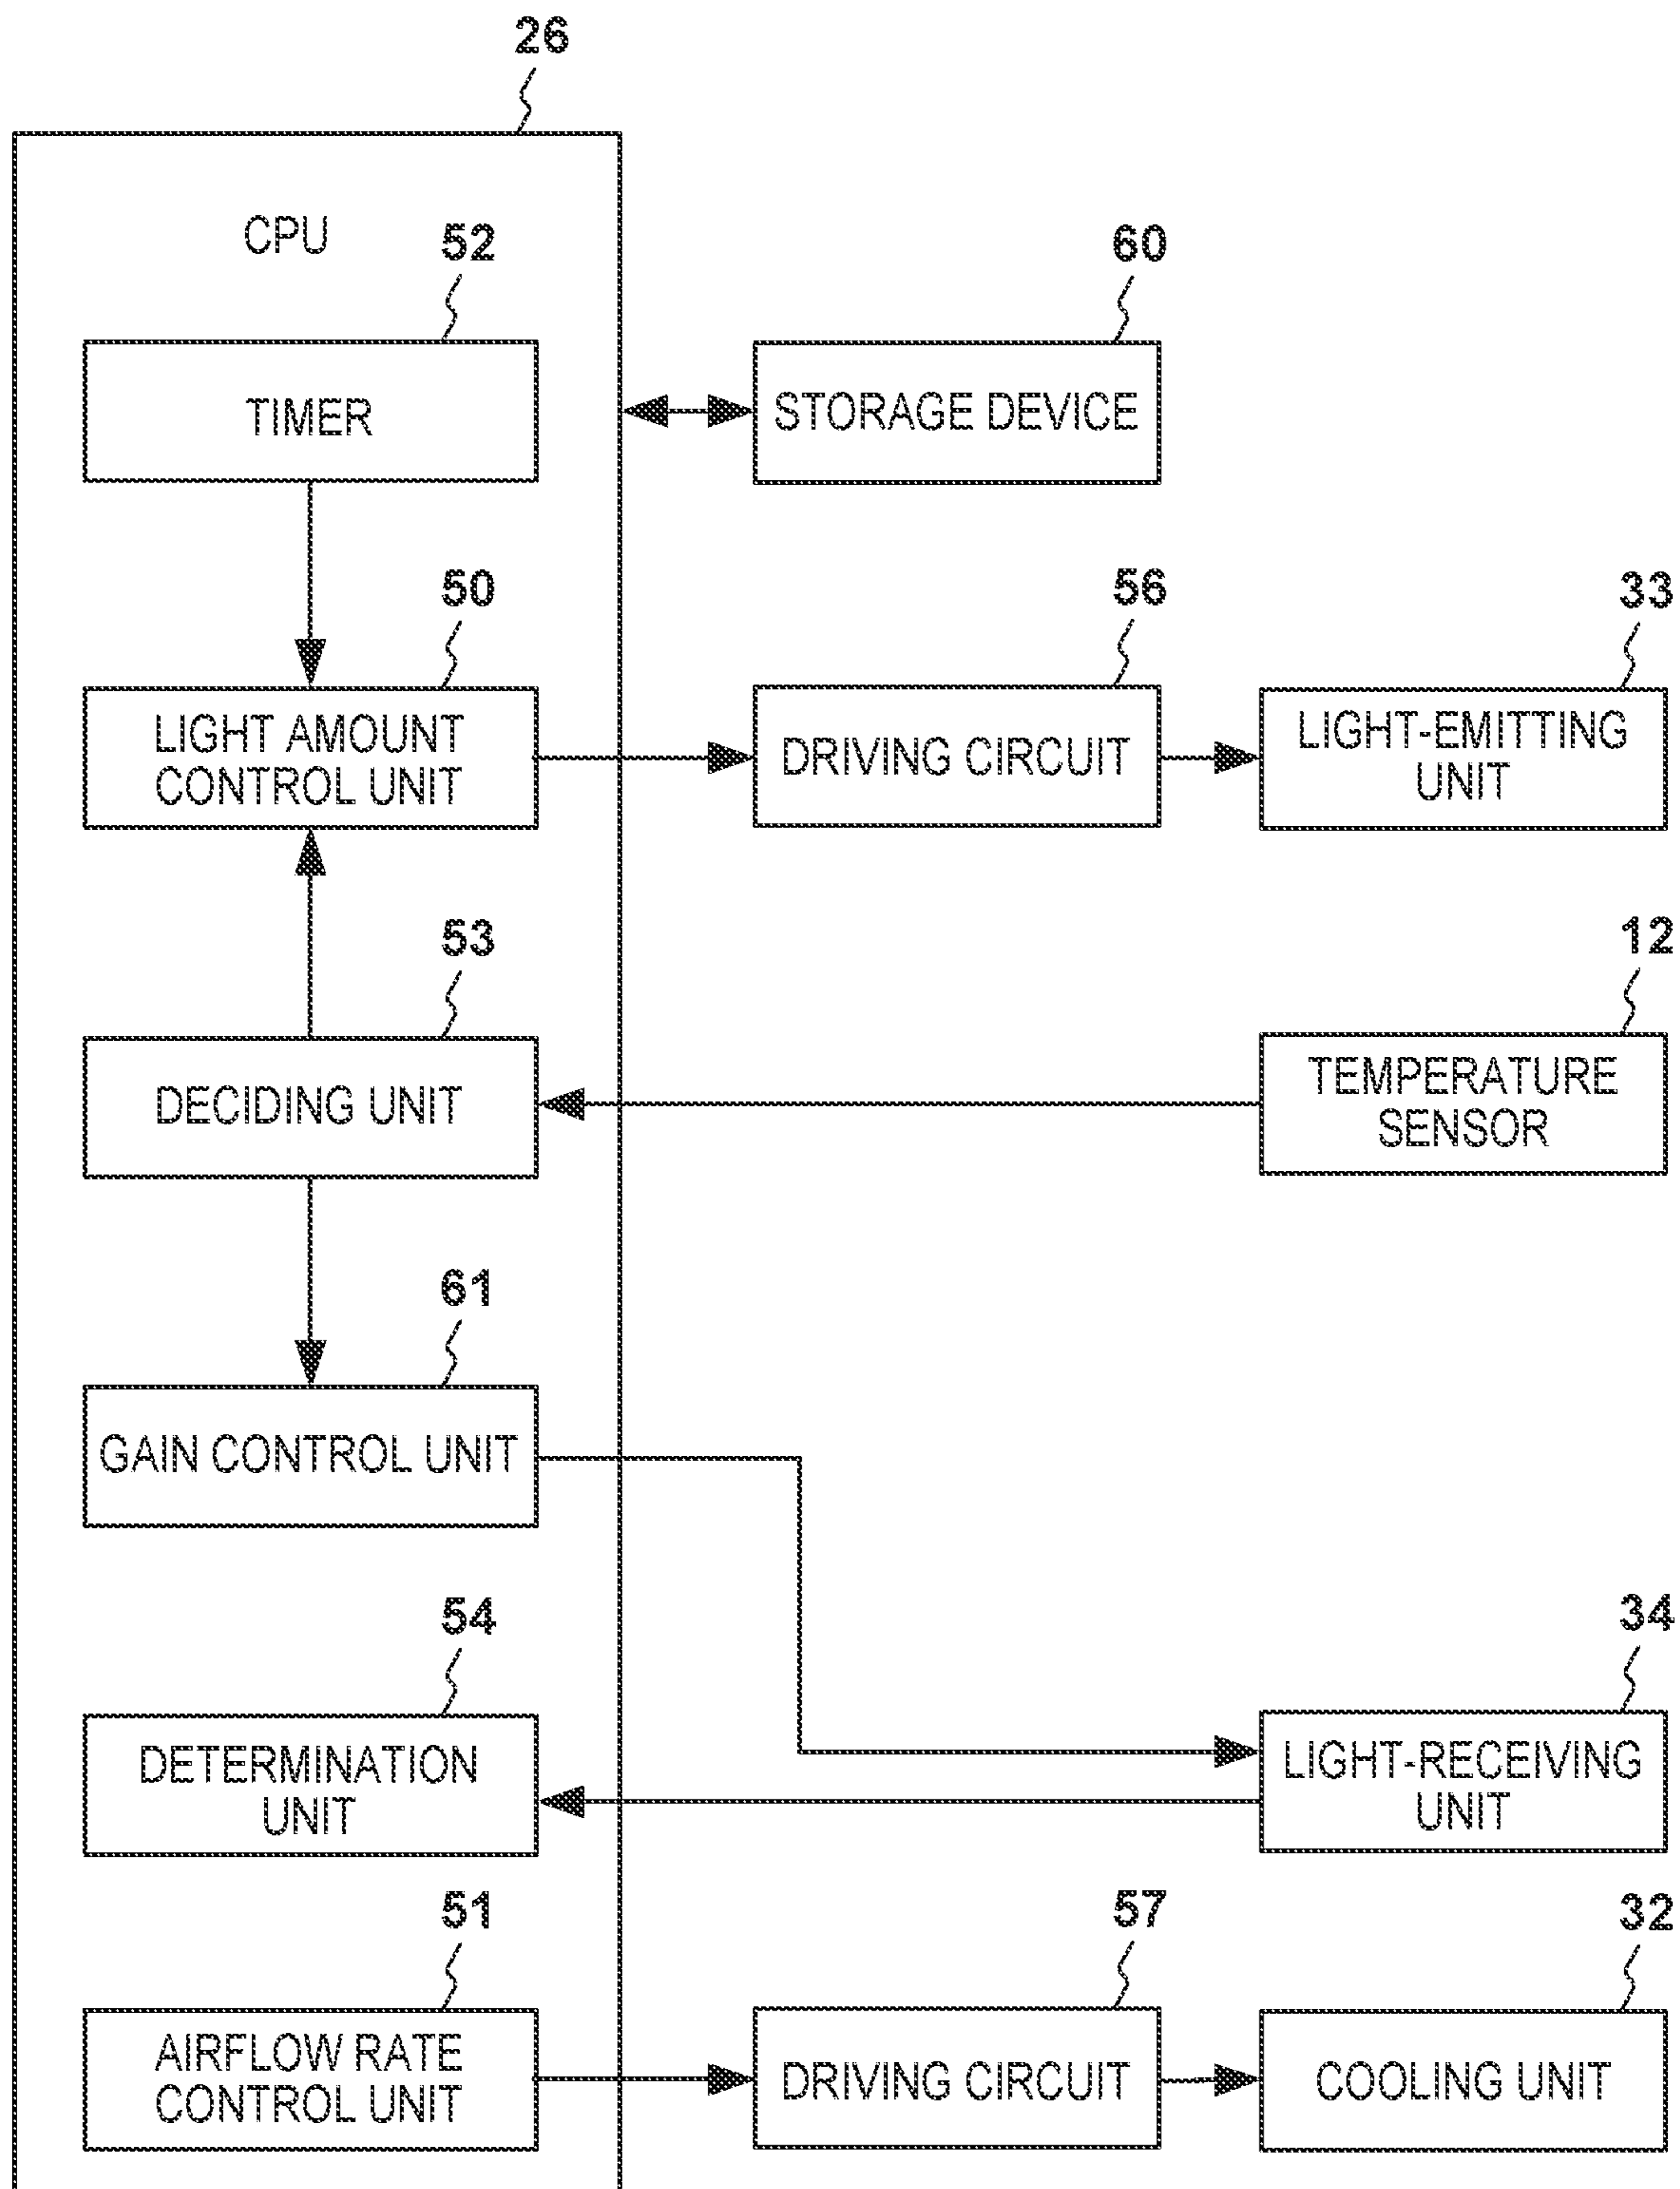 26
CPU
52
60
TIMER
STORAGE DEVICE
50
56
33
LIGHT AMOUNT
CONTROL UNIT
DRIVING CIRCUIT
LIGHT-EMITTING
UNIT
53
12
DECIDING UNIT
TEMPERATURE
SENSOR
61
GAIN CONTROL UNIT
54
34
DETERMINATION
UNIT
LIGHT-RECEIVING
UNIT
51
57
32
AIRFLOW RATE
CONTROL UNIT
DRIVING CIRCUIT
COOLING UNIT